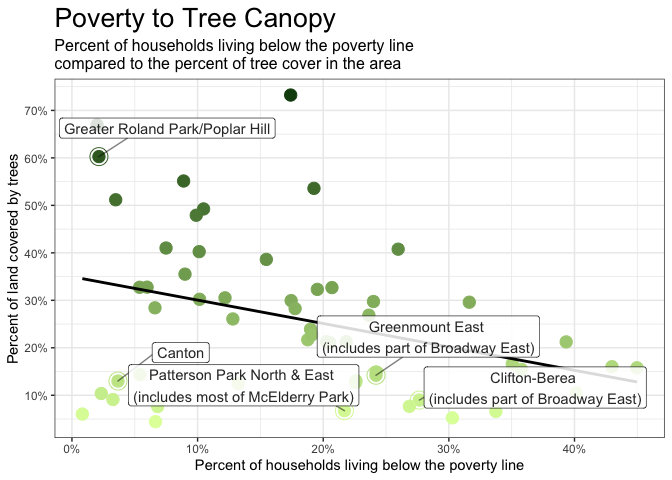 Poverty to Tree Canopy
Percent of households living below the poverty line
compared to the percent of tree cover in the area
Percent of land covered by trees
70%
60%
50%
40%
30%
20%
10%
Greater Roland Park/Poplar Hill
Greenmount East
(includes part of Broadway East)
Canton
Patterson Park North & East
(includes most of McElderry Park)
Clifton-Berea
(includes part of Broadway East)
0%
10%
20%
30%
40%
Percent of households living below the poverty line